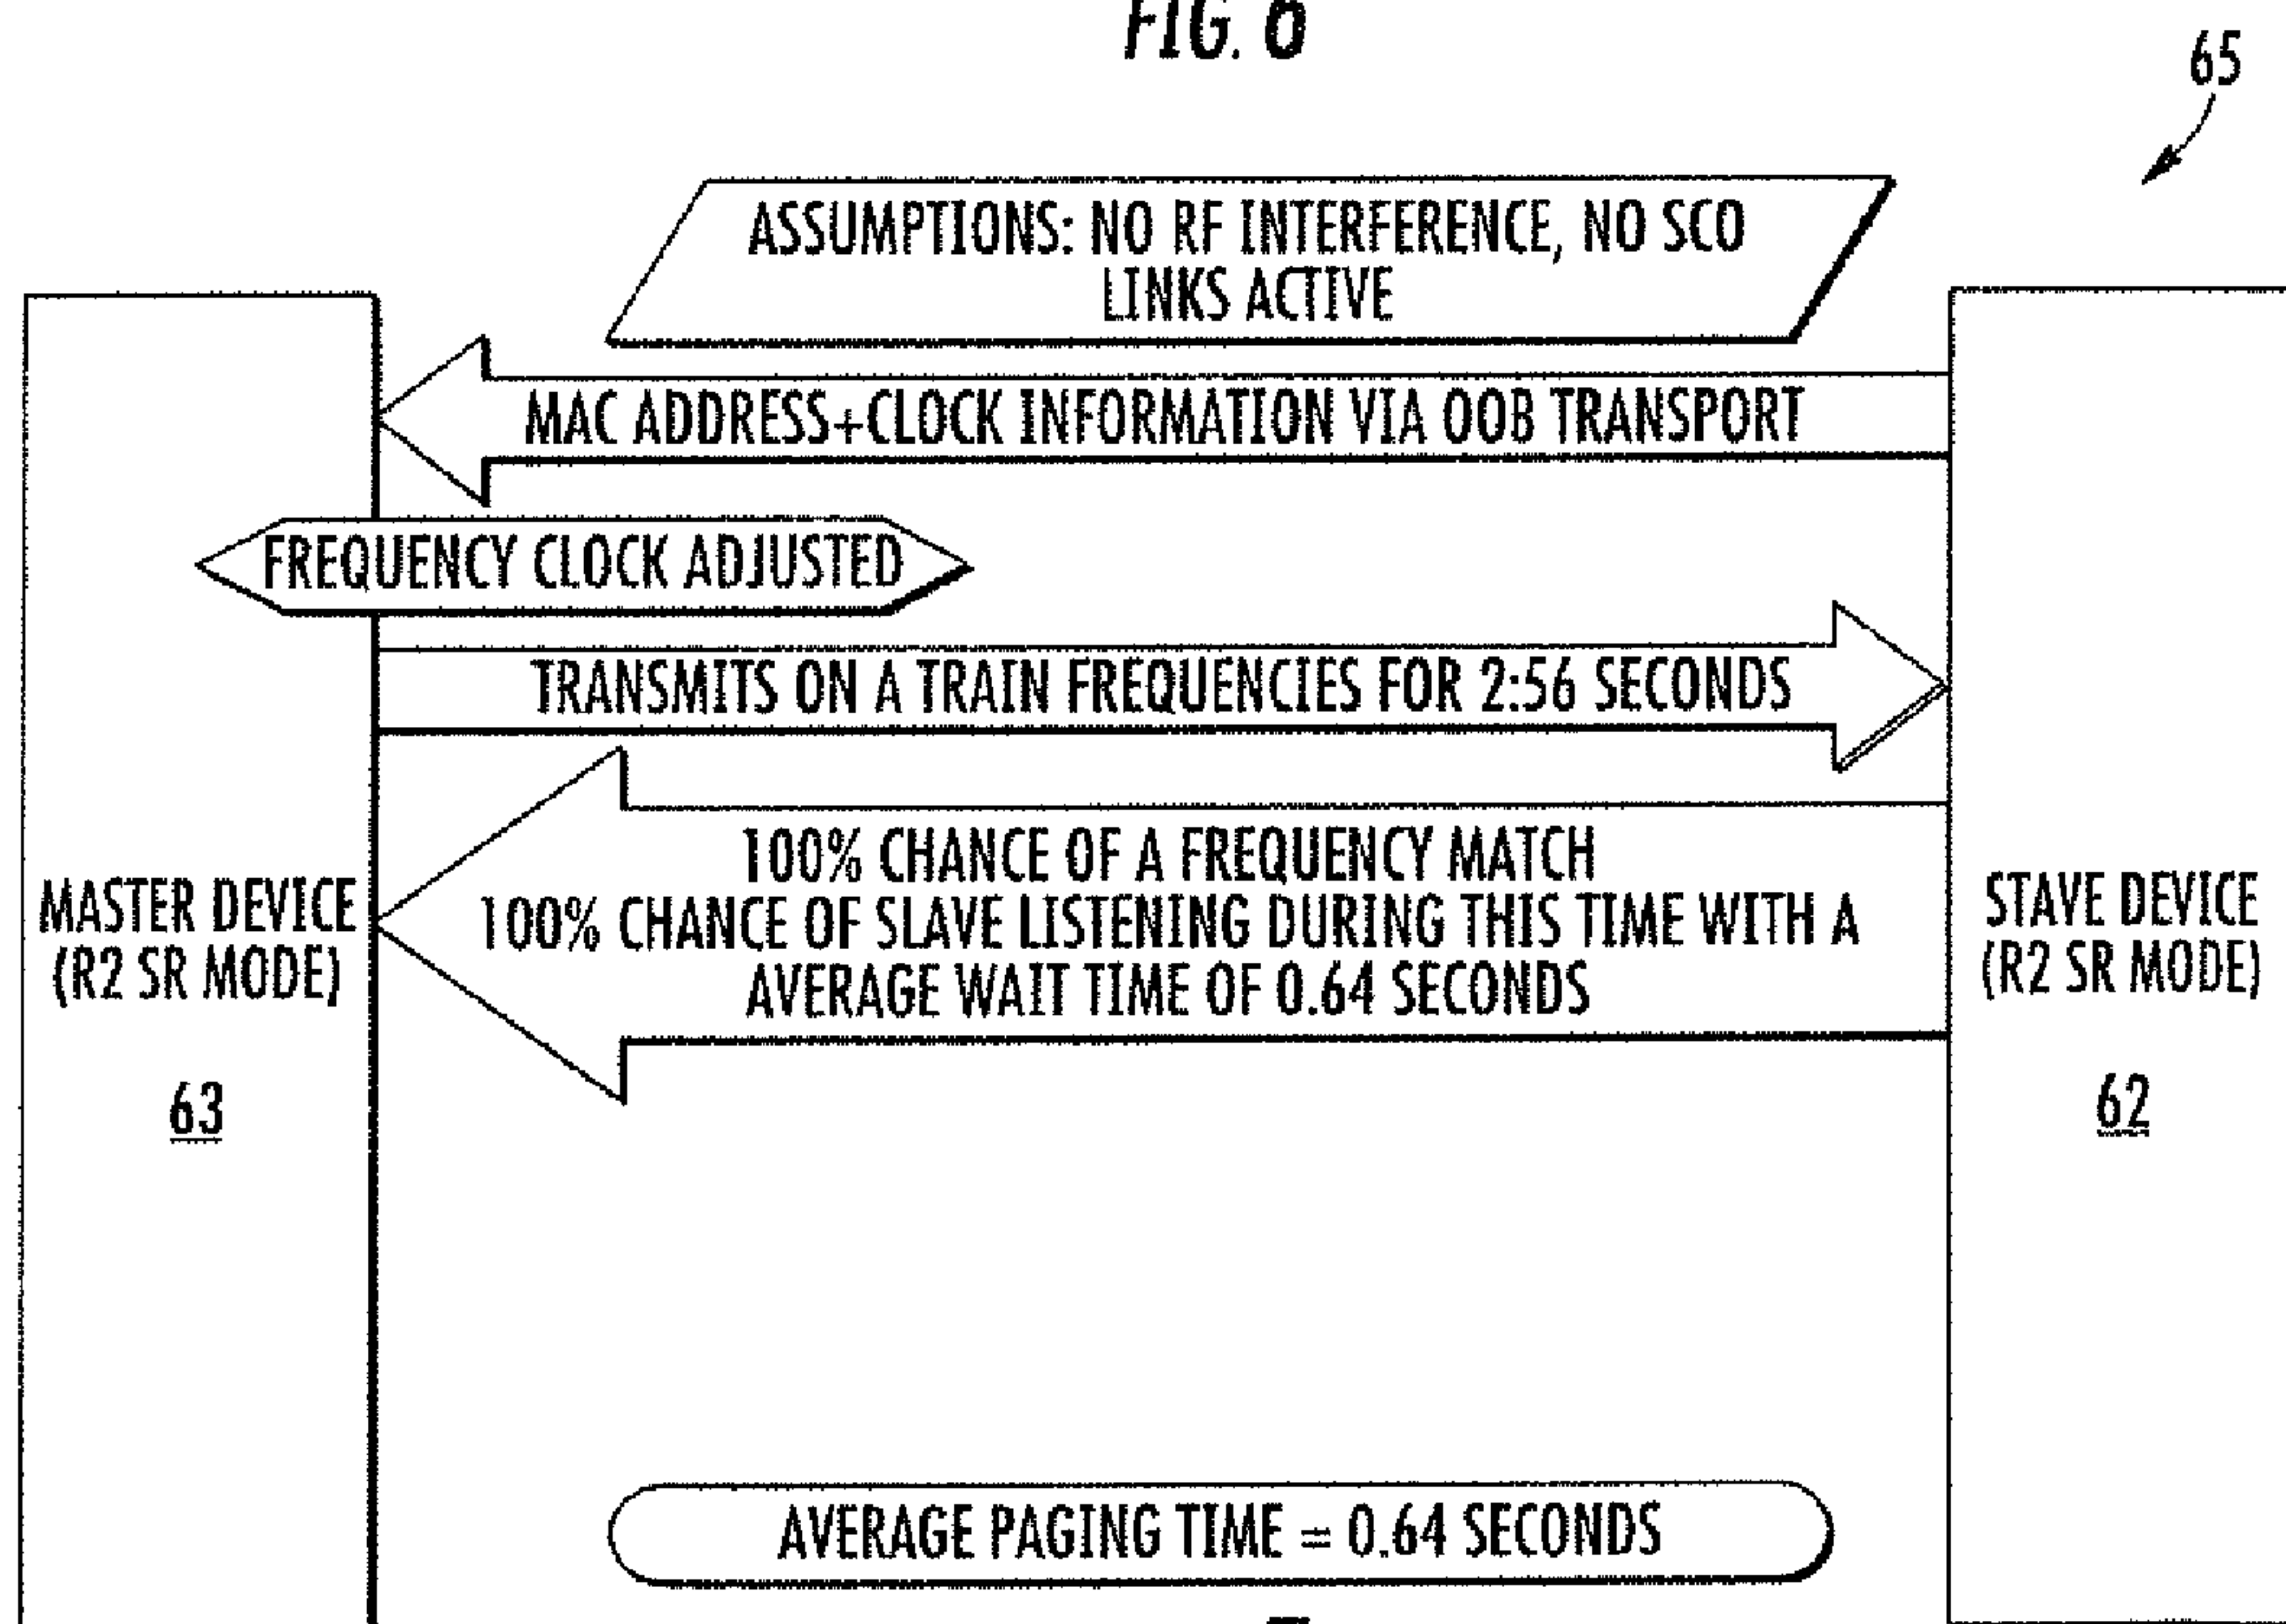 FIG. 6
65
ASSUMPTIONS: NO RF INTERFERENCE, NO SCO
LINKS ACTIVE
MAC ADDRESS+CLOCK INFORMATION VIA OOB TRANSPORT
FREQUENCY CLOCK ADJUSTED
TRANSMITS ON A TRAIN FREQUENCIES FOR 2:56 SECONDS
100% CHANCE OF A FREQUENCY MATCH
100% CHANCE OF SLAVE LISTENING DURING THIS TIME WITH A
AVERAGE WAIT TIME OF 0.64 SECONDS
MASTER DEVICE
(R2 SR MODE)
63
STAVE DEVICE
(R2 SR MODE)
62
AVERAGE PAGING TIME = 0.64 SECONDS